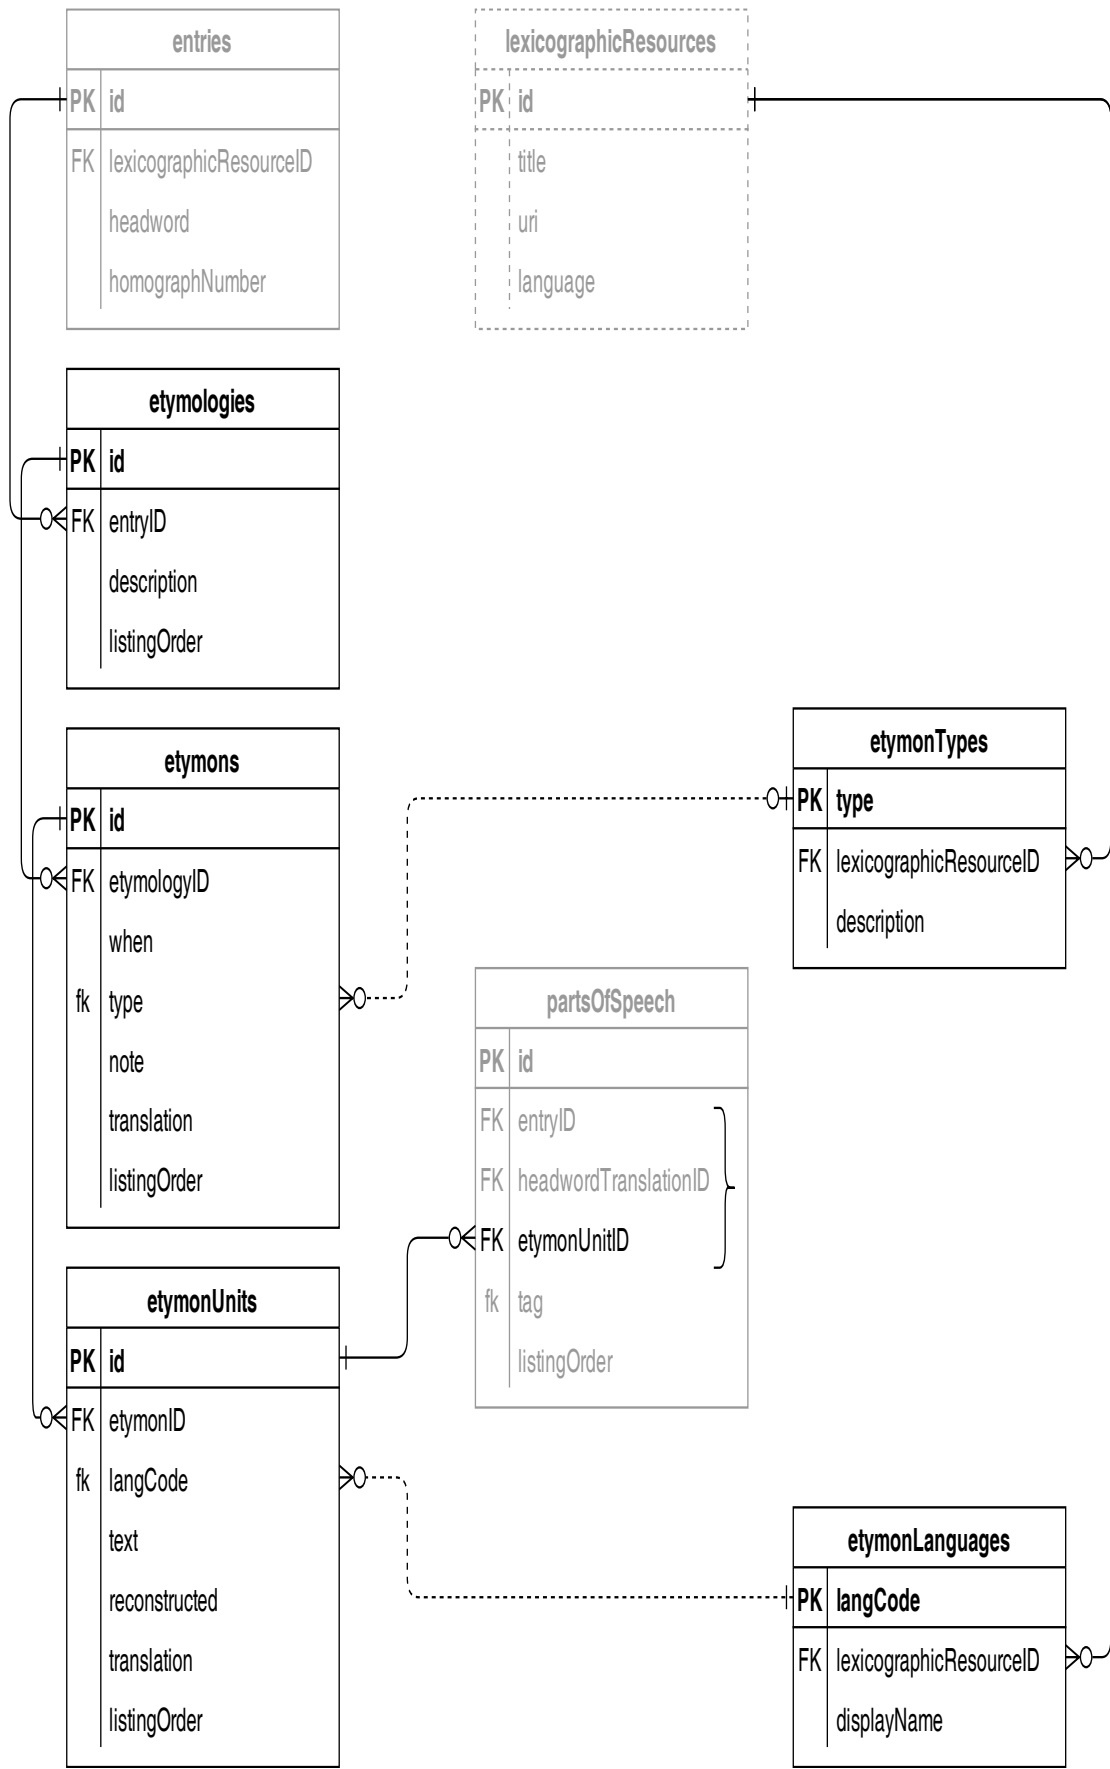 entries
PK id
FK lexicographicResourceID
headword
homographNumber
lexicographicResources
PK id
title
uri
language
etymologies
PK id
FK entryID
description
listingOrder
etymons
PK id
FK etymologyID
when
fk type
note
translation
listingOrder
etymonTypes
PK type
FK lexicographicResourceID
description
partsOfSpeech
PK id
FK entryID
FK headwordTranslationID
FK etymonUnitID
fk tag
listingOrder
etymonUnits
PK id
FK etymonID
fk langCode
text
reconstructed
translation
listingOrder
etymonLanguages
PK langCode
FK lexicographicResourceID
displayName